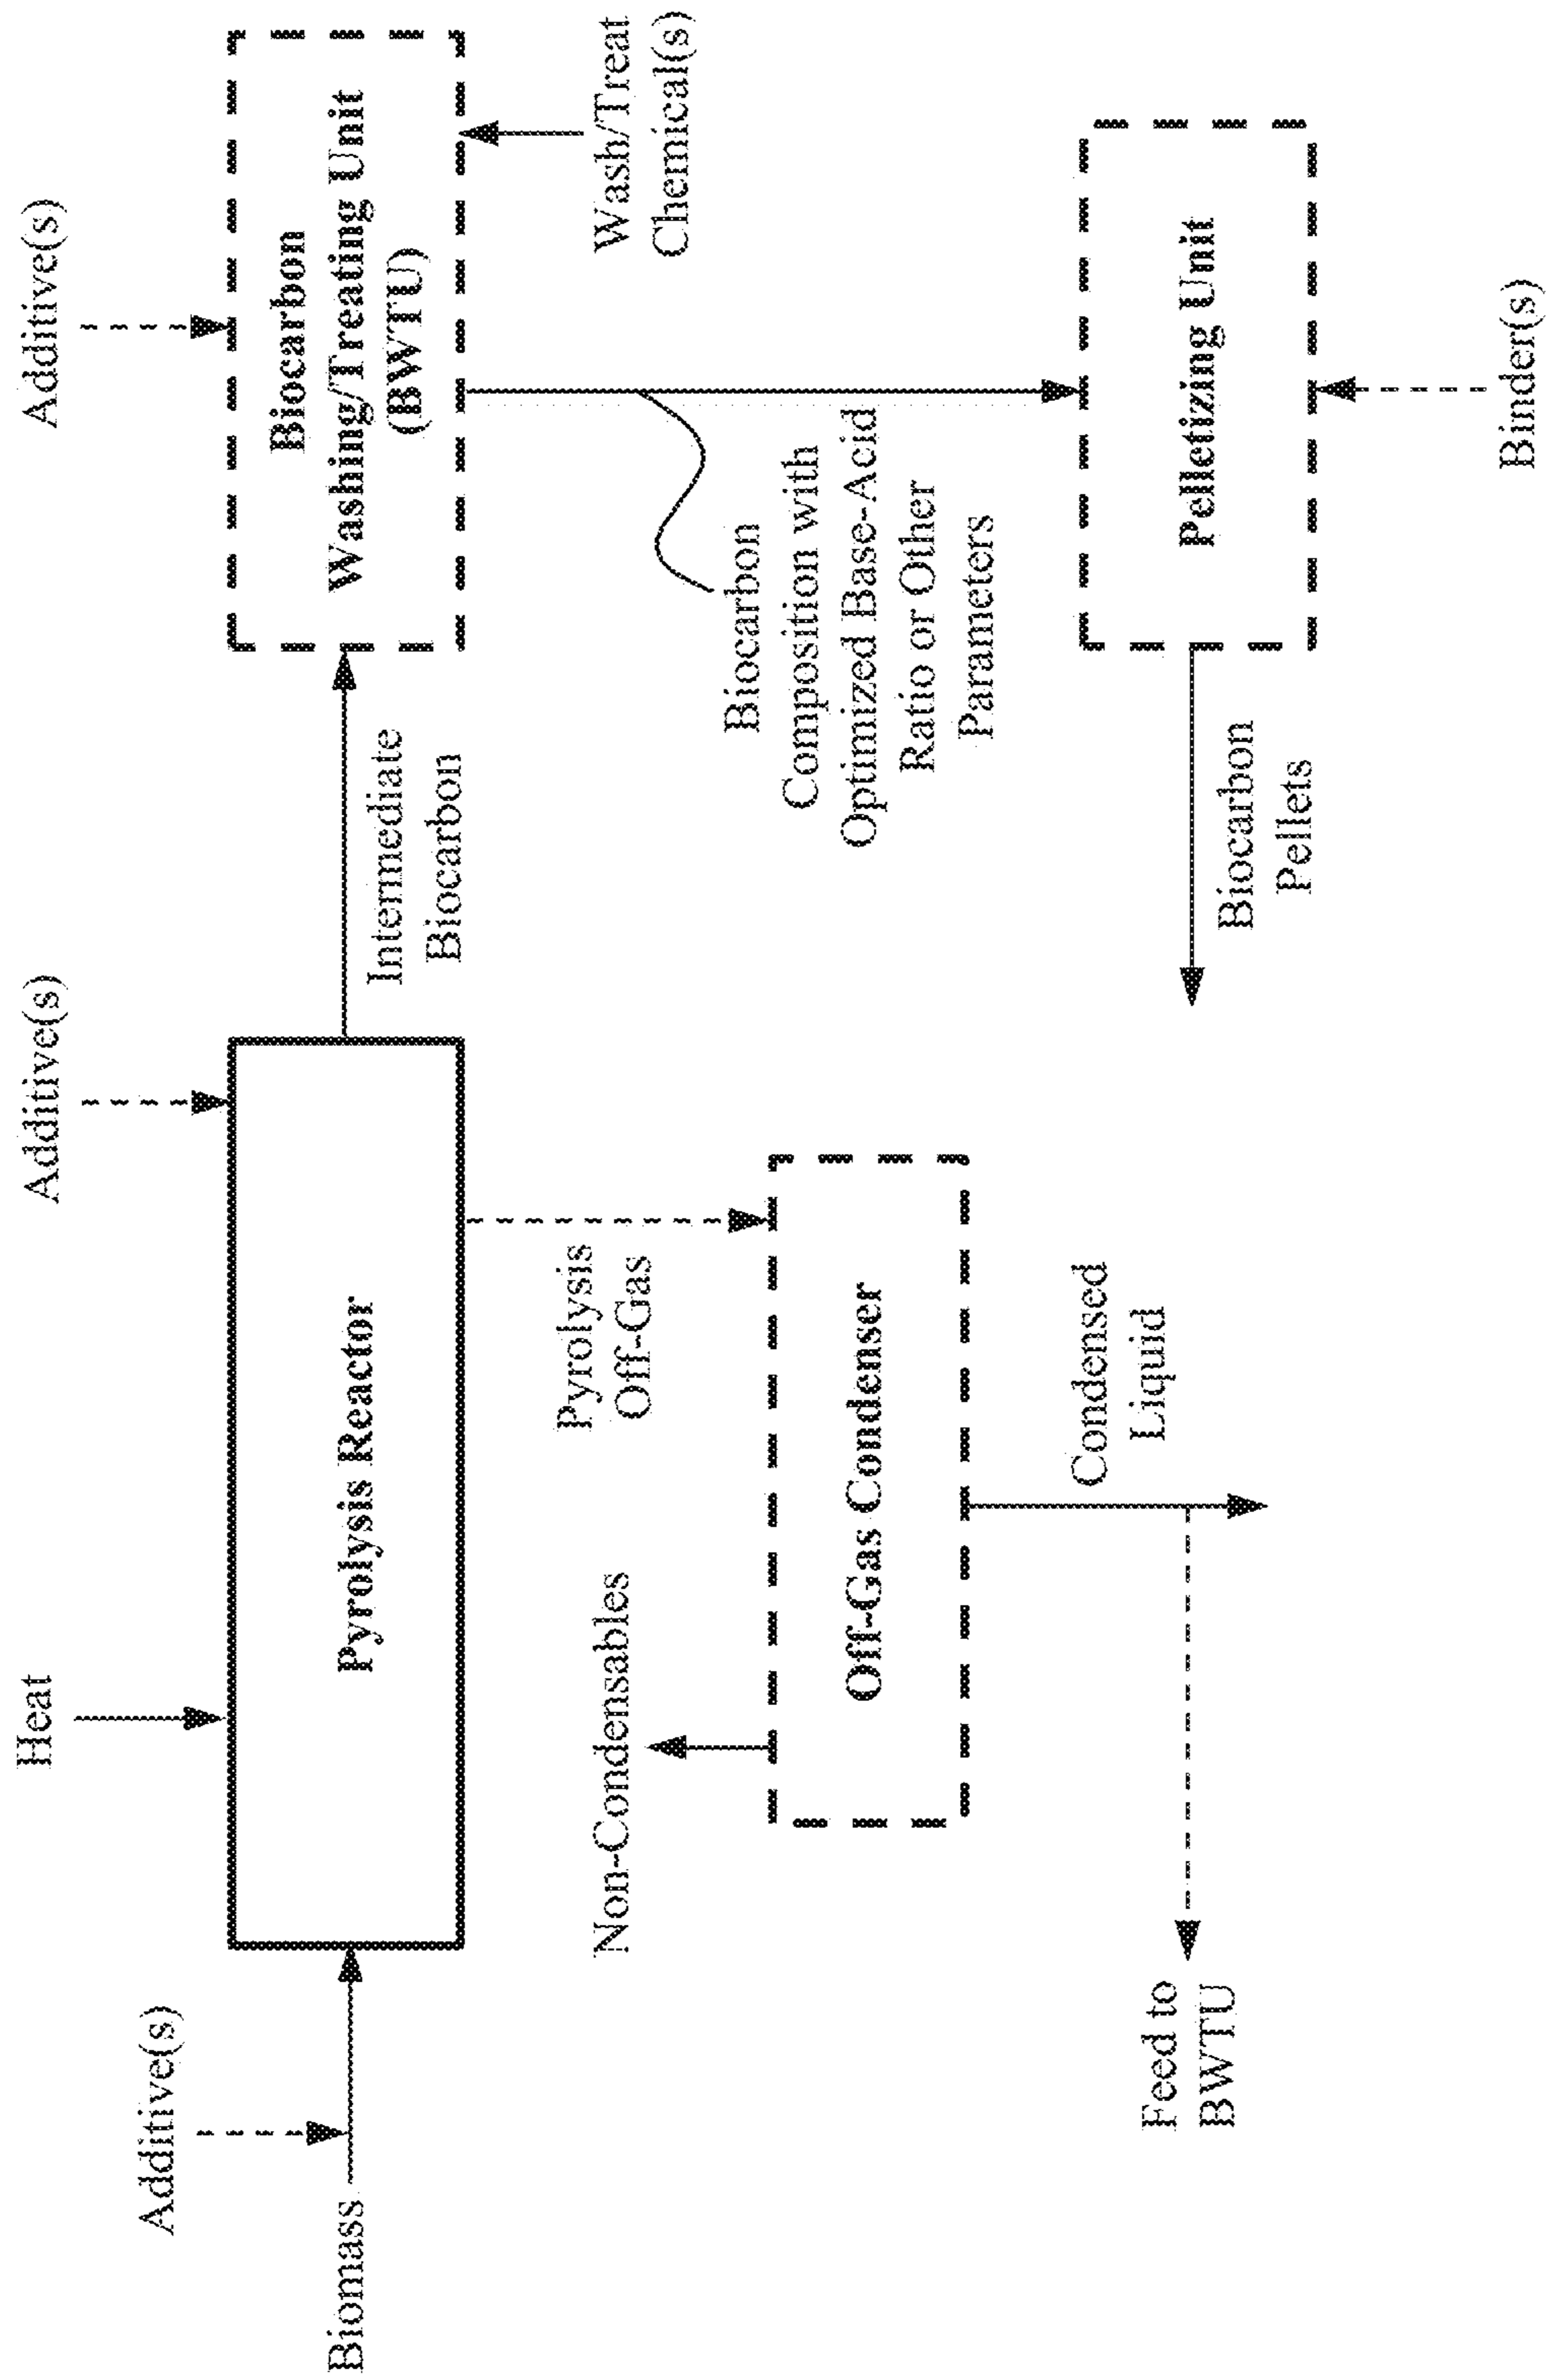 Additive(s)
Biomass
Heat
Additive(s)
Pyrolysis Reactor
Intermediate
Biocarbon
Additive(s)
Biocarbon
Washing/Treating Unit
(BWTU)
Wash/Treat
Chemical(s)
Pyrolysis
Off-Gas
Non-Condensables
Off-Gas Condenser
Condensed
Liquid
Feed to
BWTU
Biocarbon
Composition with
Optimized Base-Acid
Ratio or Other
Parameters
Pelletizing Unit
Biocarbon
Pellets
Binder(s)